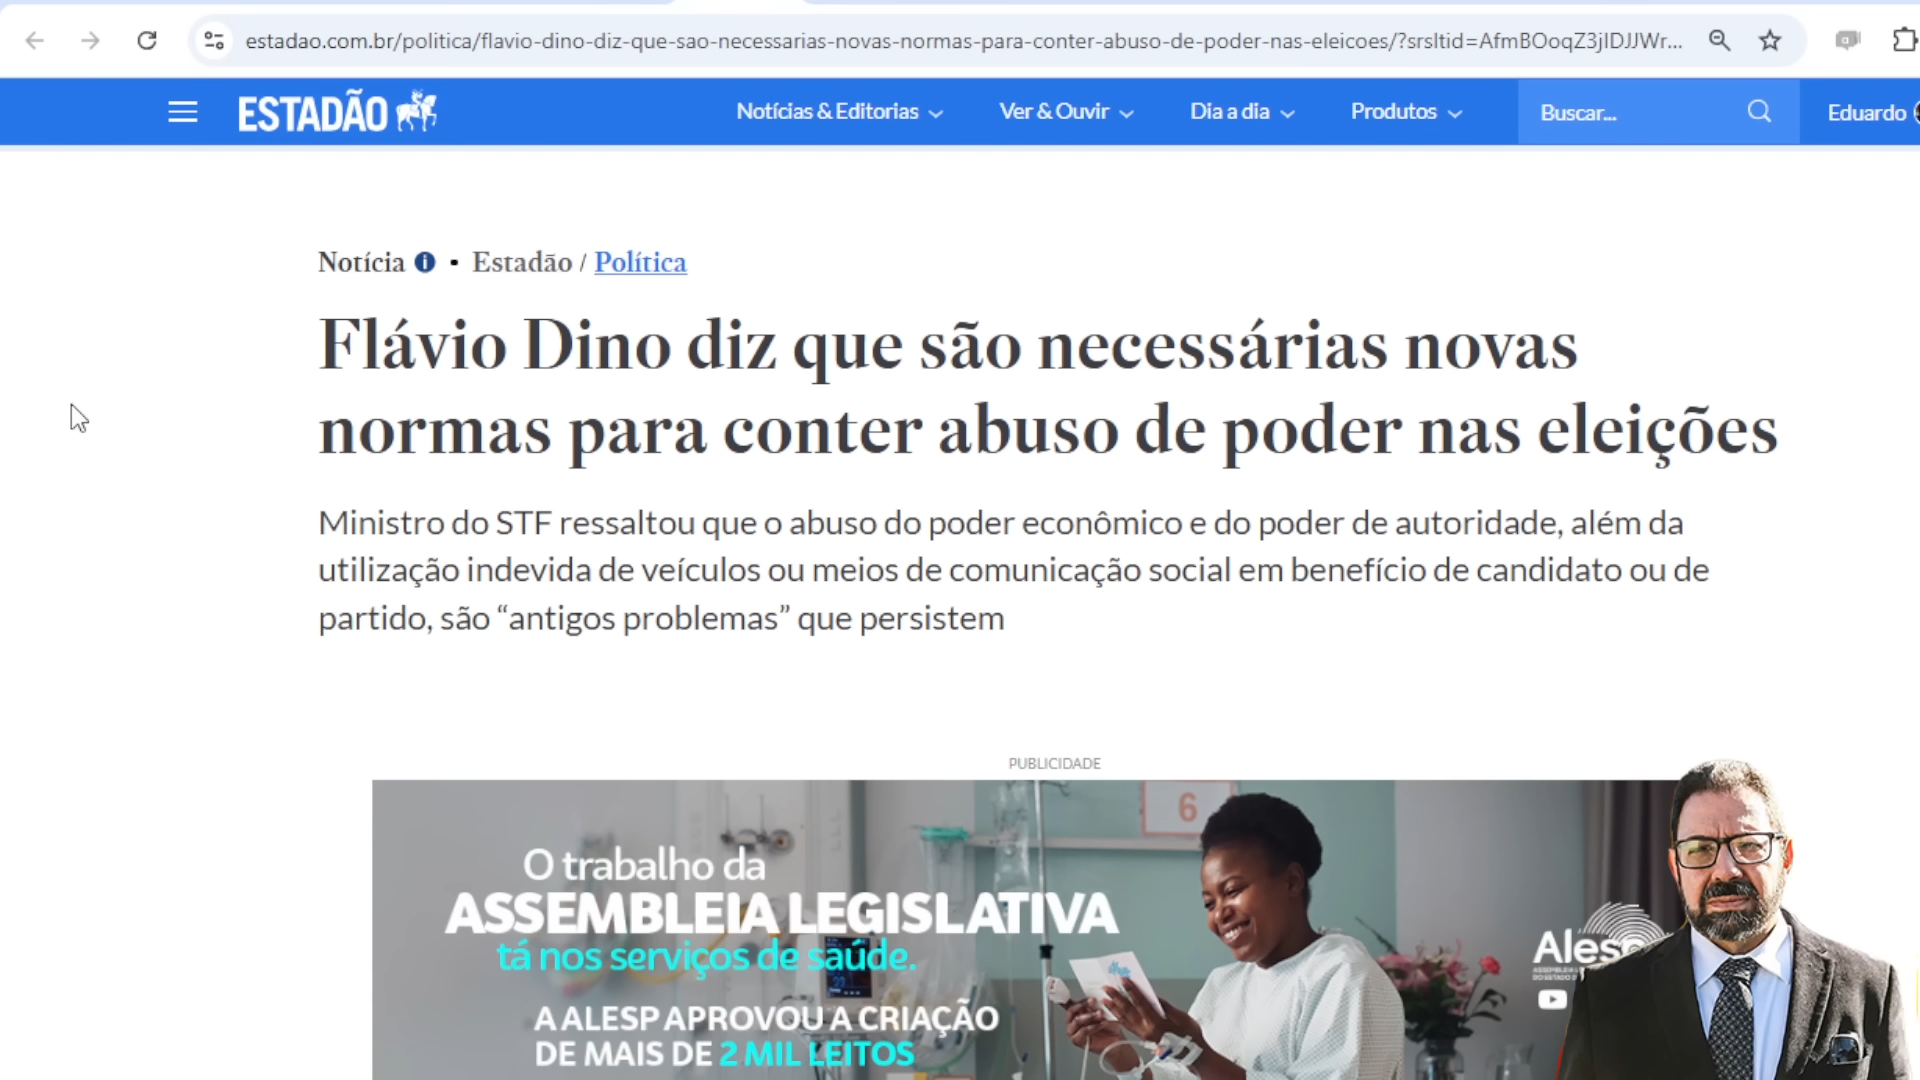 estadao.com.br/politica/flavio-dino-diz-que-sao-necessarias-novas-normas-para-conter-abuso-de-poder-nas-eleicoes/?srsltid=AfmBOoqZ3jIDJJWr...
ESTADÃO
Notícias & Editorias
Ver & Ouvir
Dia a dia
Produtos
Buscar...
Eduardo
Notícia • Estadão / Política
Flávio Dino diz que são necessárias novas
normas para conter abuso de poder nas eleições
Ministro do STF ressaltou que o abuso do poder econômico e do poder de autoridade, além da
utilização indevida de veículos ou meios de comunicação social em benefício de candidato ou de
partido, são “antigos problemas” que persistem
PUBLICIDADE
6
O trabalho da
ASSEMBLEIA LEGISLATIVA
tá nos serviços de saúde.
A ALESP APROVOU A CRIAÇÃO
DE MAIS DE 2 MIL LEITOS
Alesp